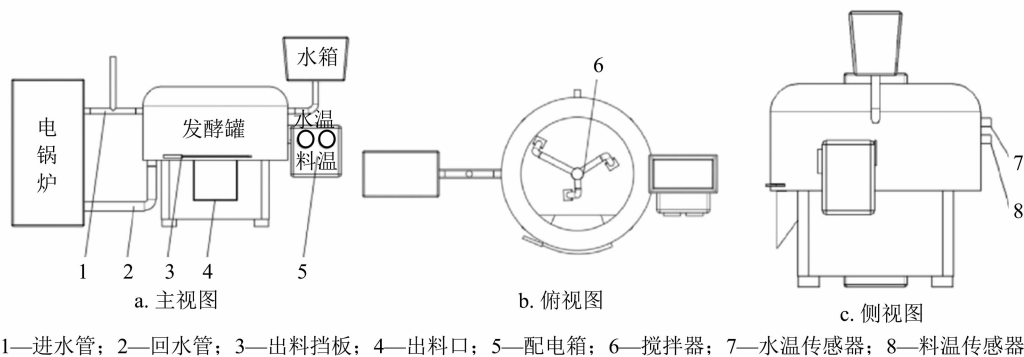 水箱
6
电锅炉
发酵罐
水温
料温
7
8
1 2 3 4 5
a. 主视图 b. 俯视图 c. 侧视图
1—进水管；2—回水管；3—出料挡板；4—出料口；5—配电箱；6—搅拌器；7—水温传感器；8—料温传感器